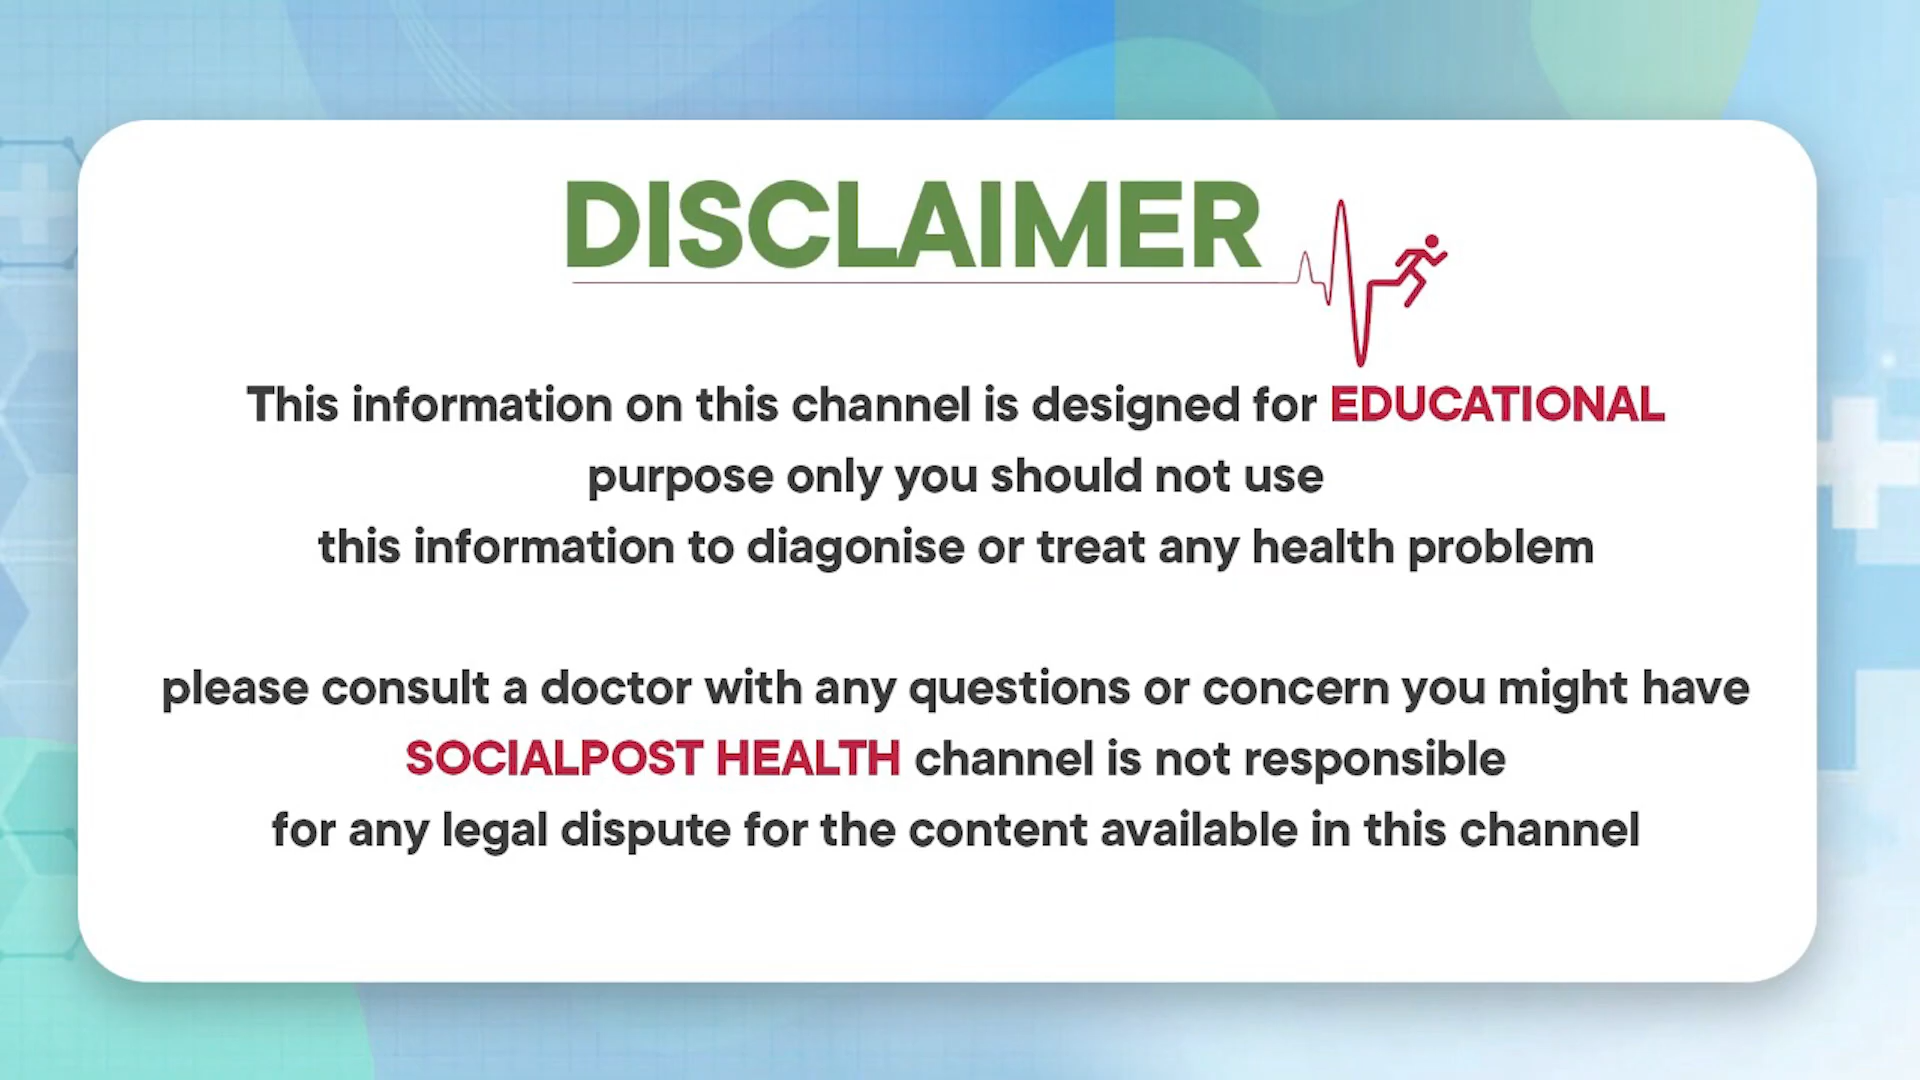 DISCLAIMER
This information on this channel is designed for EDUCATIONAL
purpose only you should not use
this information to diagonise or treat any health problem
please consult a doctor with any questions or concern you might have
SOCIALPOST HEALTH channel is not responsible
for any legal dispute for the content available in this channel